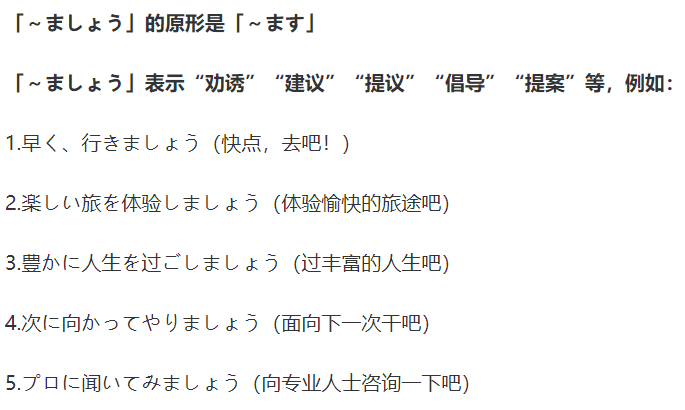 「～ましょう」的原形是「～ます」
「～ましょう」表示“劝诱”“建议”“提议”“倡导”“提案”等，例如：
1.早く、行きましょう（快点，去吧！）
2.楽しい旅を体验しましょう（体验愉快的旅途吧）
3.豊かに人生を过ごしましょう（过丰富的人生吧）
4.次に向かってやりましょう（面向下一次干吧）
5.プロに闻いてみましょう（向专业人士咨询一下吧）